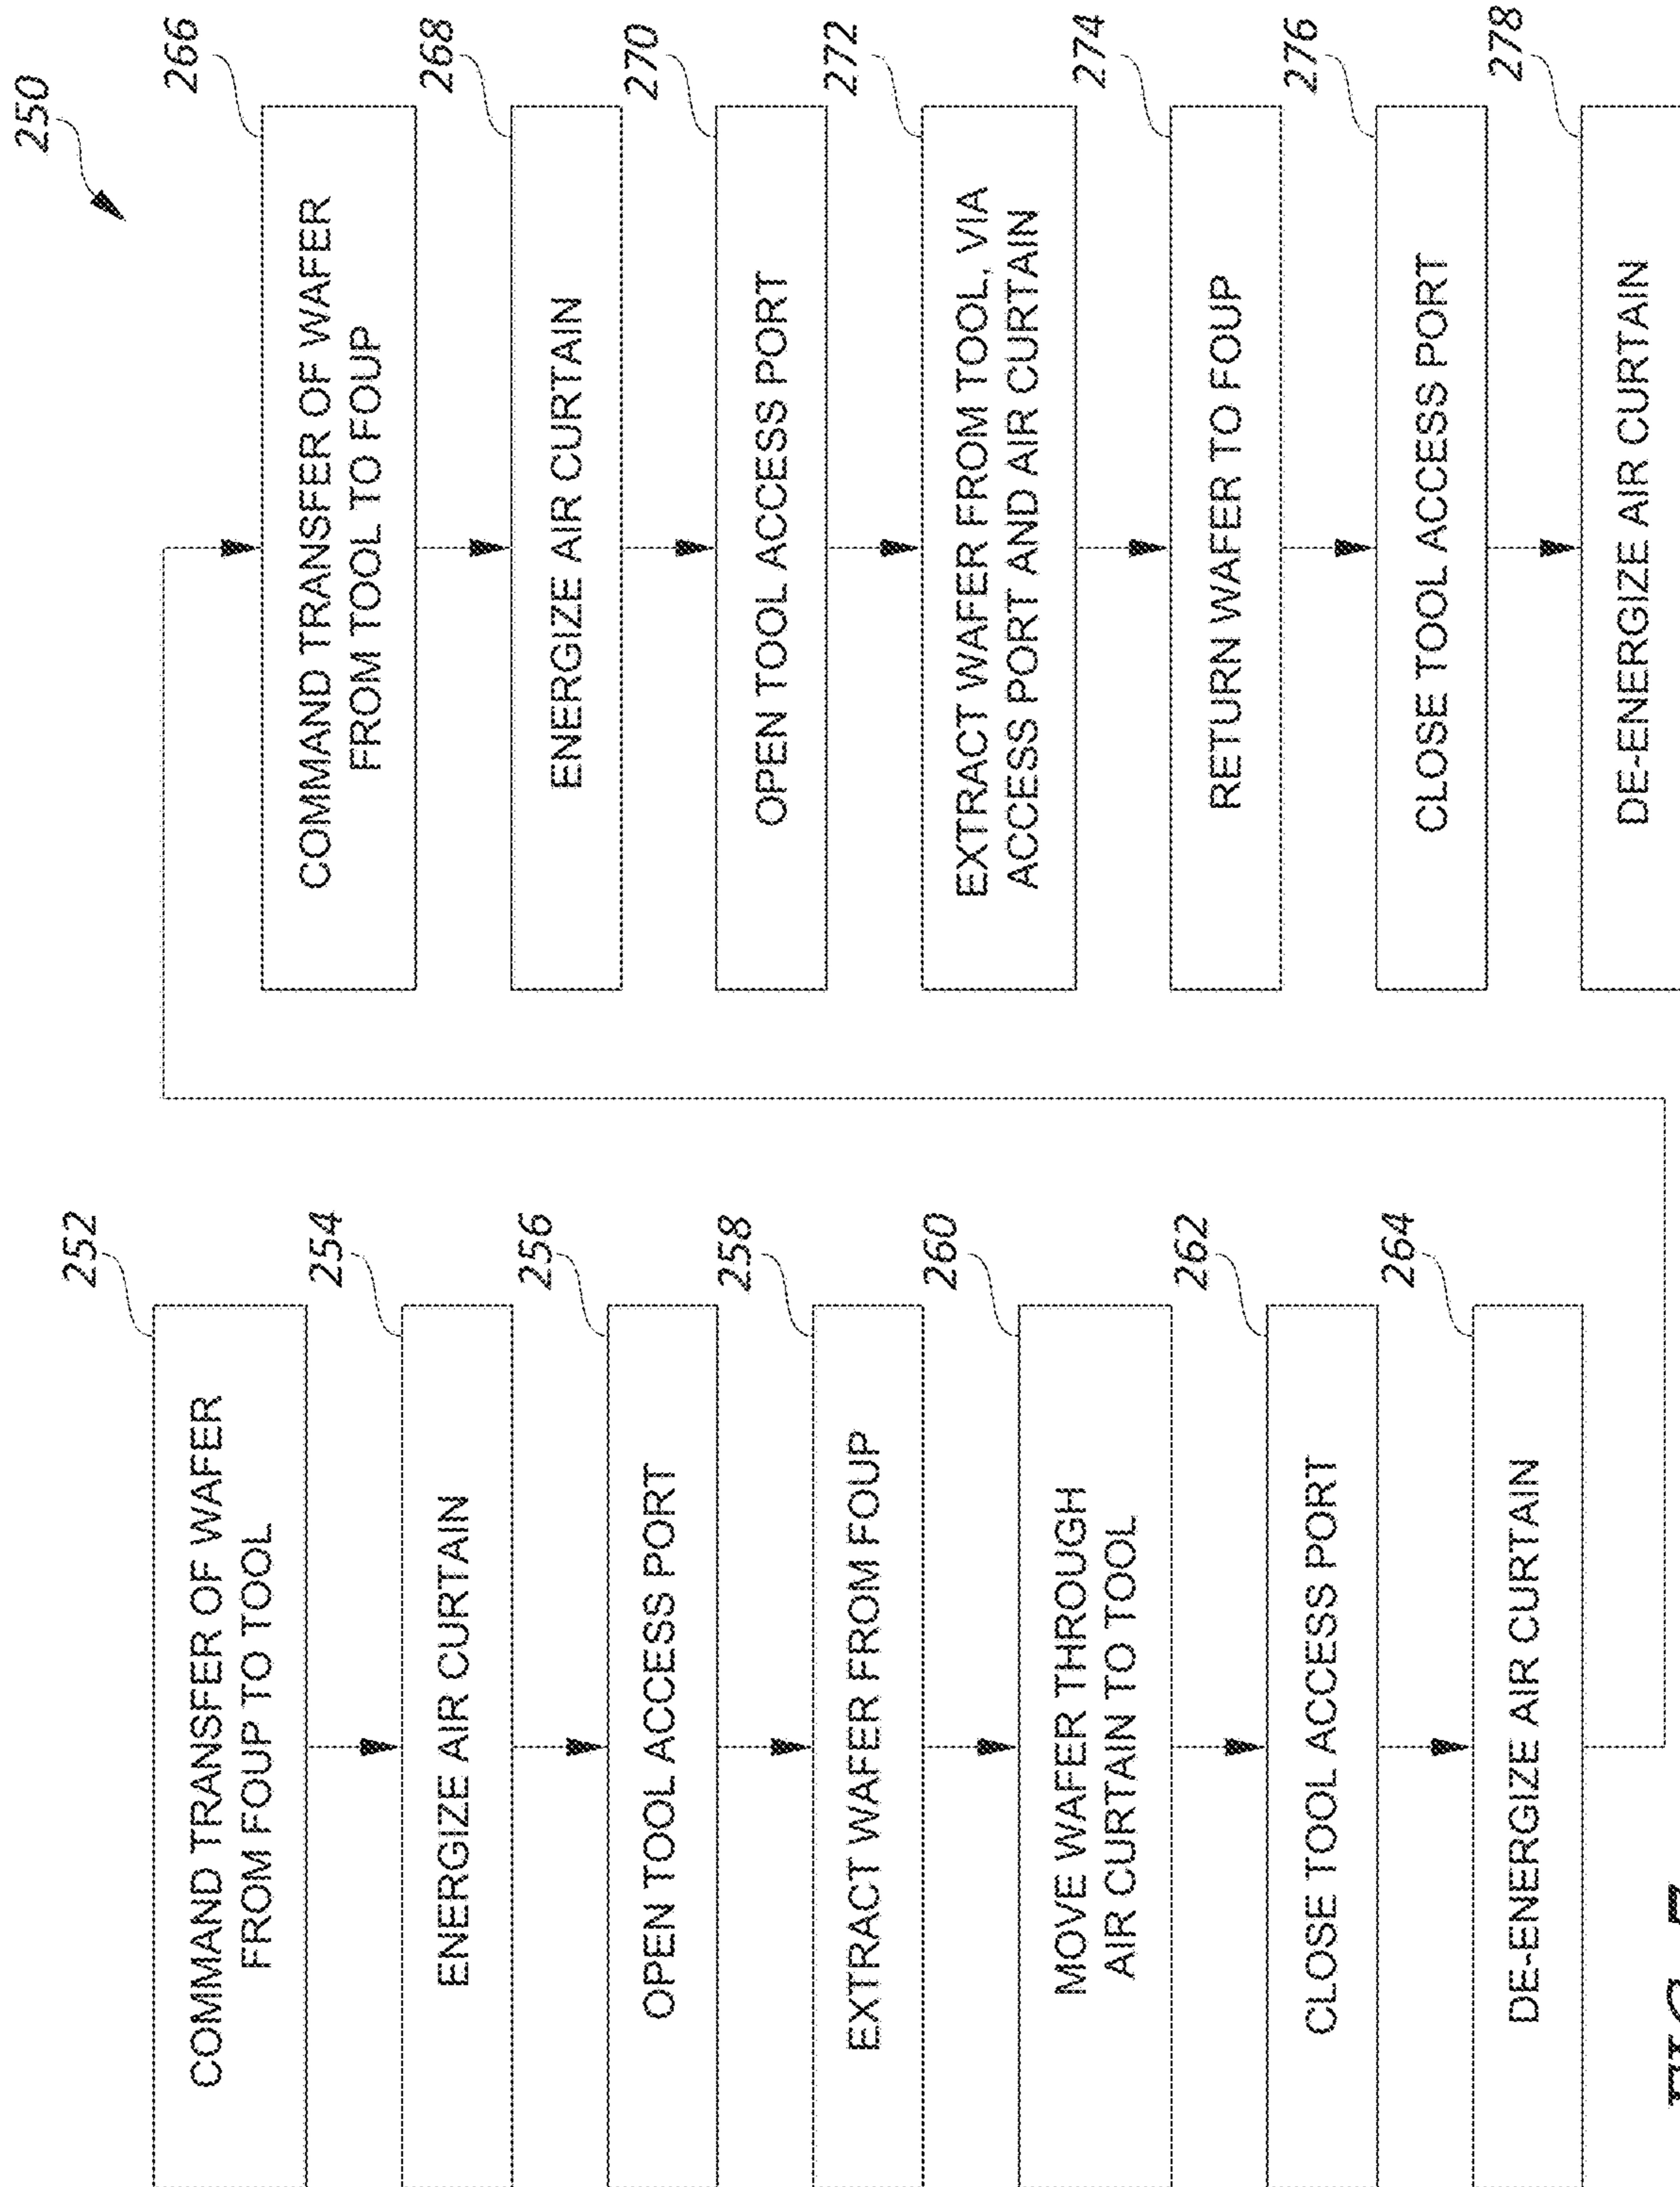 250
252
COMMAND TRANSFER OF WAFER
FROM FOUP TO TOOL
254
ENERGIZE AIR CURTAIN
256
OPEN TOOL ACCESS PORT
258
EXTRACT WAFER FROM FOUP
260
MOVE WAFER THROUGH
AIR CURTAIN TO TOOL
262
CLOSE TOOL ACCESS PORT
264
DE-ENERGIZE AIR CURTAIN
266
COMMAND TRANSFER OF WAFER
FROM TOOL TO FOUP
268
ENERGIZE AIR CURTAIN
270
OPEN TOOL ACCESS PORT
272
EXTRACT WAFER FROM TOOL, VIA
ACCESS PORT AND AIR CURTAIN
274
RETURN WAFER TO FOUP
276
CLOSE TOOL ACCESS PORT
278
DE-ENERGIZE AIR CURTAIN